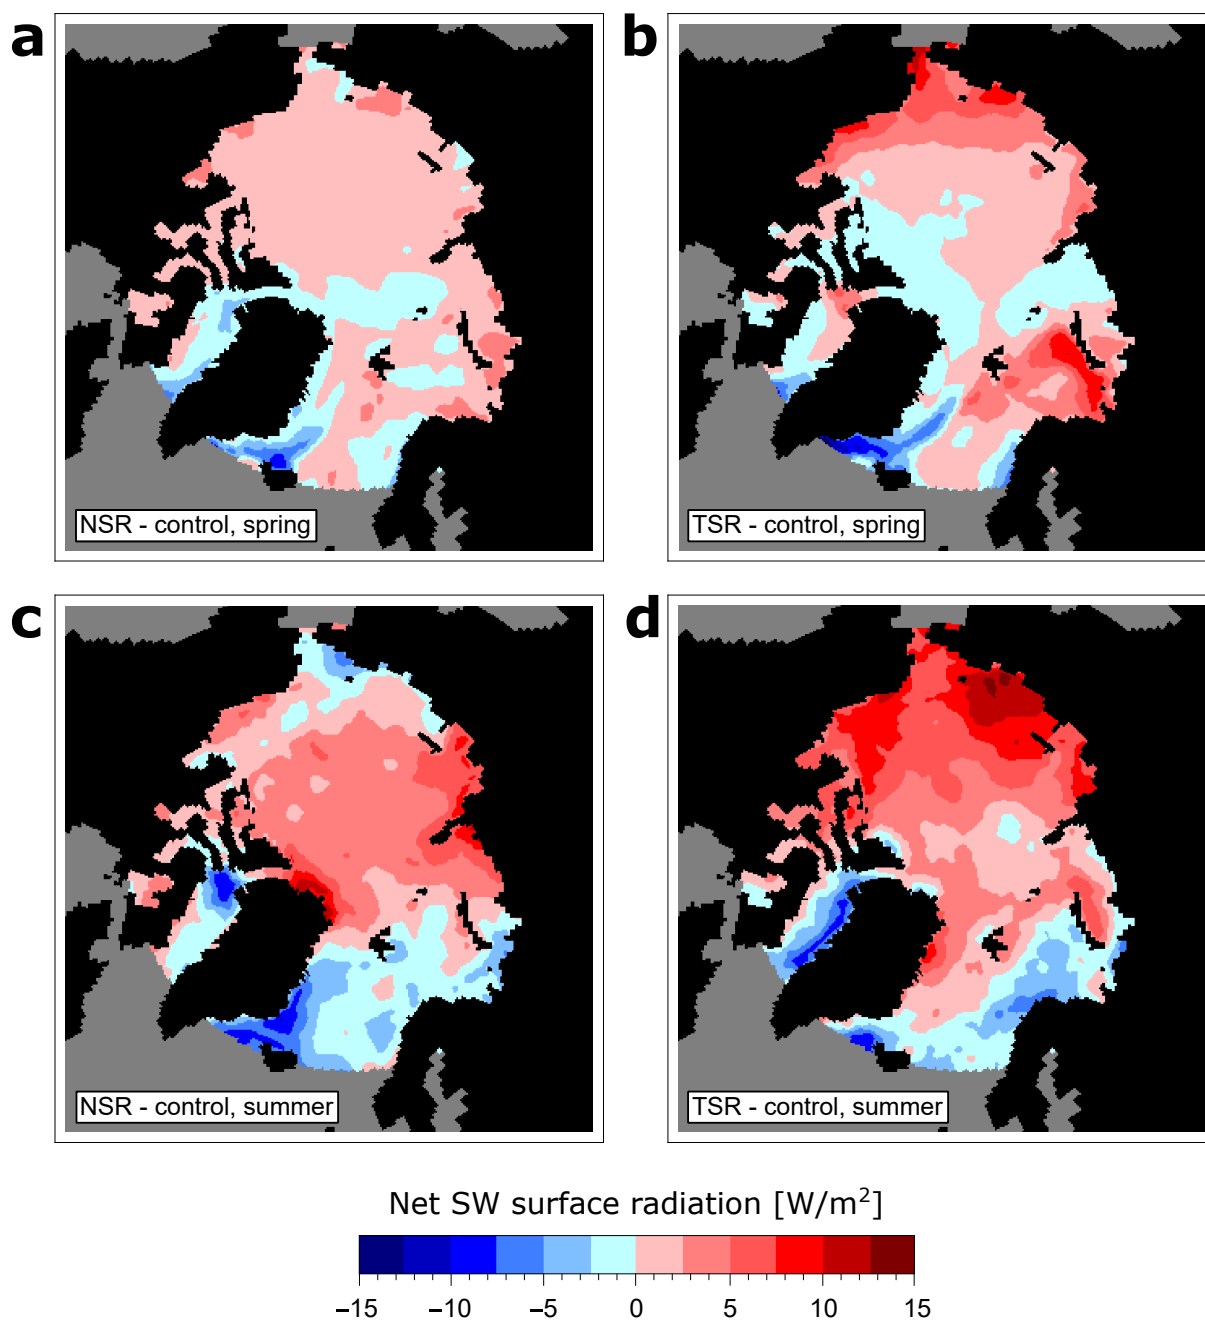 a
b
NSR - control, spring
TSR - control, spring
c
d
NSR - control, summer
TSR - control, summer
Net SW surface radiation [W/m²]
−15 −10 −5 0 5 10 15